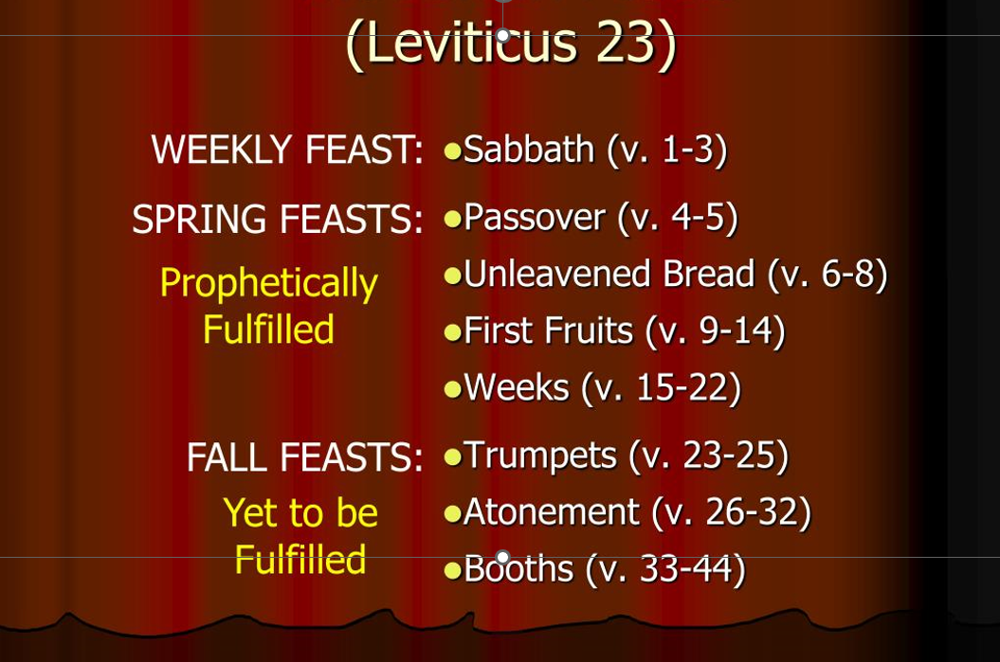 (Leviticus 23)
WEEKLY FEAST: ●Sabbath (v. 1-3)
SPRING FEASTS: ●Passover (v. 4-5)
Prophetically
Fulfilled
●Unleavened Bread (v. 6-8)
●First Fruits (v. 9-14)
●Weeks (v. 15-22)
FALL FEASTS: ●Trumpets (v. 23-25)
Yet to be
Fulfilled
●Atonement (v. 26-32)
●Booths (v. 33-44)